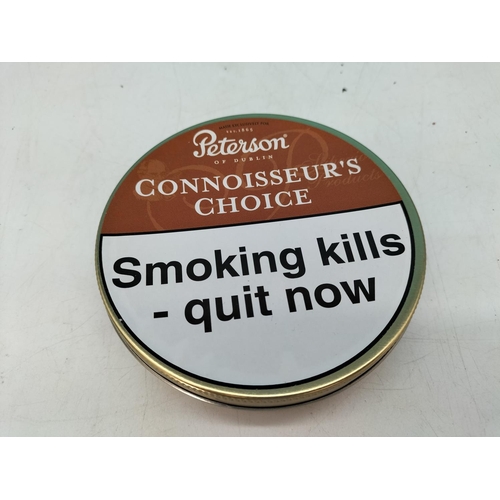 Est. 1865
Peterson®
OF DUBLIN
CONNOISSEUR'S
CHOICE
Smoking kills
- quit now